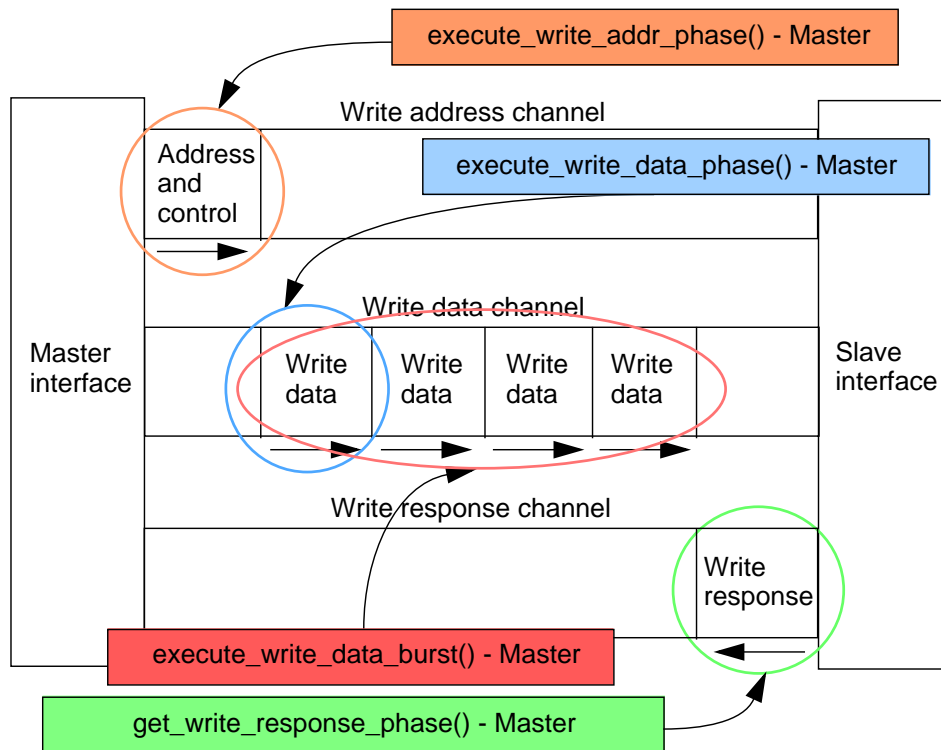 execute_write_addr_phase() - Master
Write address channel
Address
and
control
execute_write_data_phase() - Master
Write data channel
Master
interface
Write
data
Write
data
Write
data
Write
data
Slave
interface
Write response channel
Write
response
execute_write_data_burst() - Master
get_write_response_phase() - Master